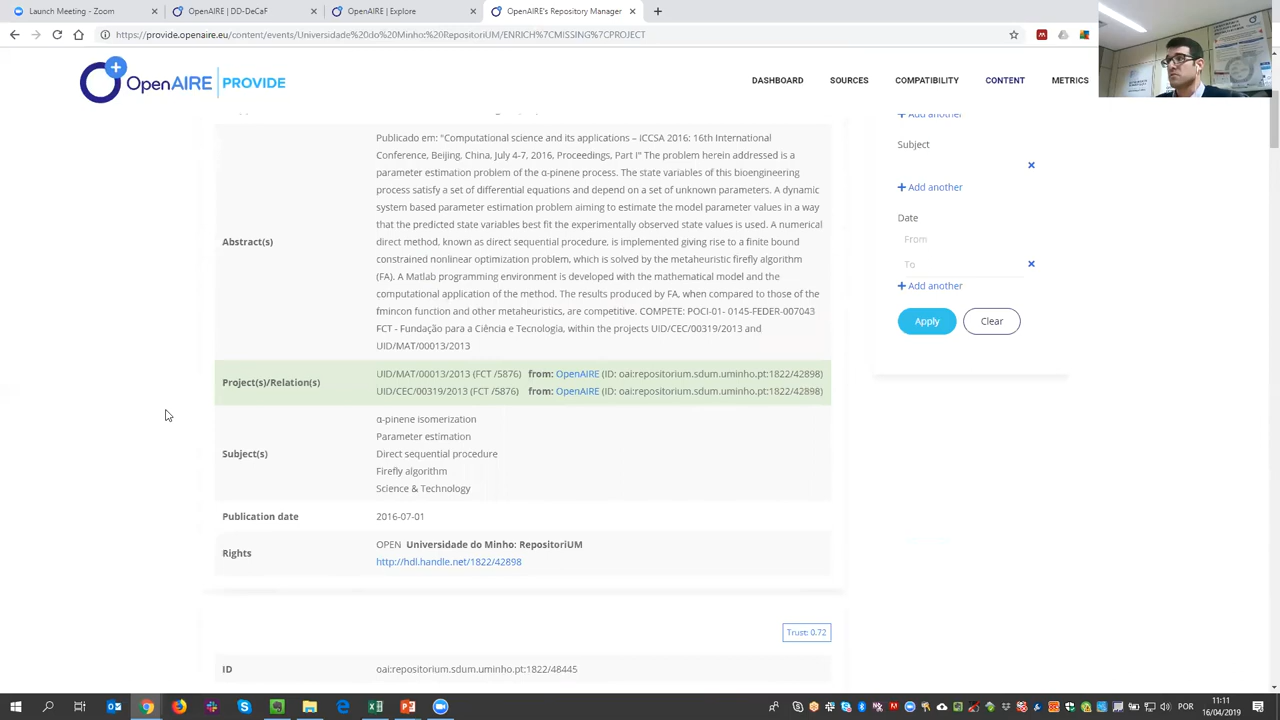 Launch Meeting - Zoom
OpenAIRE | DD-DeCaF
OpenAIRE | Explore
OpenAIRE's Repository Manager
https://provide.openaire.eu/content/events/Universidade%20do%20Minho:%20RepositoriUM/ENRICH%7CMISSING%7CPROJECT
OpenAIRE PROVIDE
DASHBOARD SOURCES COMPATIBILITY CONTENT METRICS
Add another
Subject
Add another
Date
From
To
Add another
Apply Clear
Abstract(s)
Publicado em: "Computational science and its applications – ICCSA 2016: 16th International
Conference, Beijing, China, July 4-7, 2016, Proceedings, Part I" The problem herein addressed is a
parameter estimation problem of the α-pinene process. The state variables of this bioengineering
process satisfy a set of differential equations and depend on a set of unknown parameters. A dynamic
system based parameter estimation problem aiming to estimate the model parameter values in a way
that the predicted state variables best fit the experimentally observed state values is used. A numerical
direct method, known as direct sequential procedure, is implemented giving rise to a finite bound
constrained nonlinear optimization problem, which is solved by the metaheuristic firefly algorithm
(FA). A Matlab programming environment is developed with the mathematical model and the
computational application of the method. The results produced by FA, when compared to those of the
fmincon function and other metaheuristics, are competitive. COMPETE: POCI-01- 0145-FEDER-007043
FCT - Fundação para a Ciência e Tecnologia, within the projects UID/CEC/00319/2013 and
UID/MAT/00013/2013
Project(s)/Relation(s)
UID/MAT/00013/2013 (FCT /5876) from: OpenAIRE (ID: oai:repositorium.sdum.uminho.pt:1822/42898)
UID/CEC/00319/2013 (FCT /5876) from: OpenAIRE (ID: oai:repositorium.sdum.uminho.pt:1822/42898)
Subject(s)
α-pinene isomerization
Parameter estimation
Direct sequential procedure
Firefly algorithm
Science & Technology
Publication date 2016-07-01
Rights
OPEN Universidade do Minho: RepositoriUM
http://hdl.handle.net/1822/42898
Trust: 0.72
ID oai:repositorium.sdum.uminho.pt:1822/48445
POR
11:11
16/04/2019